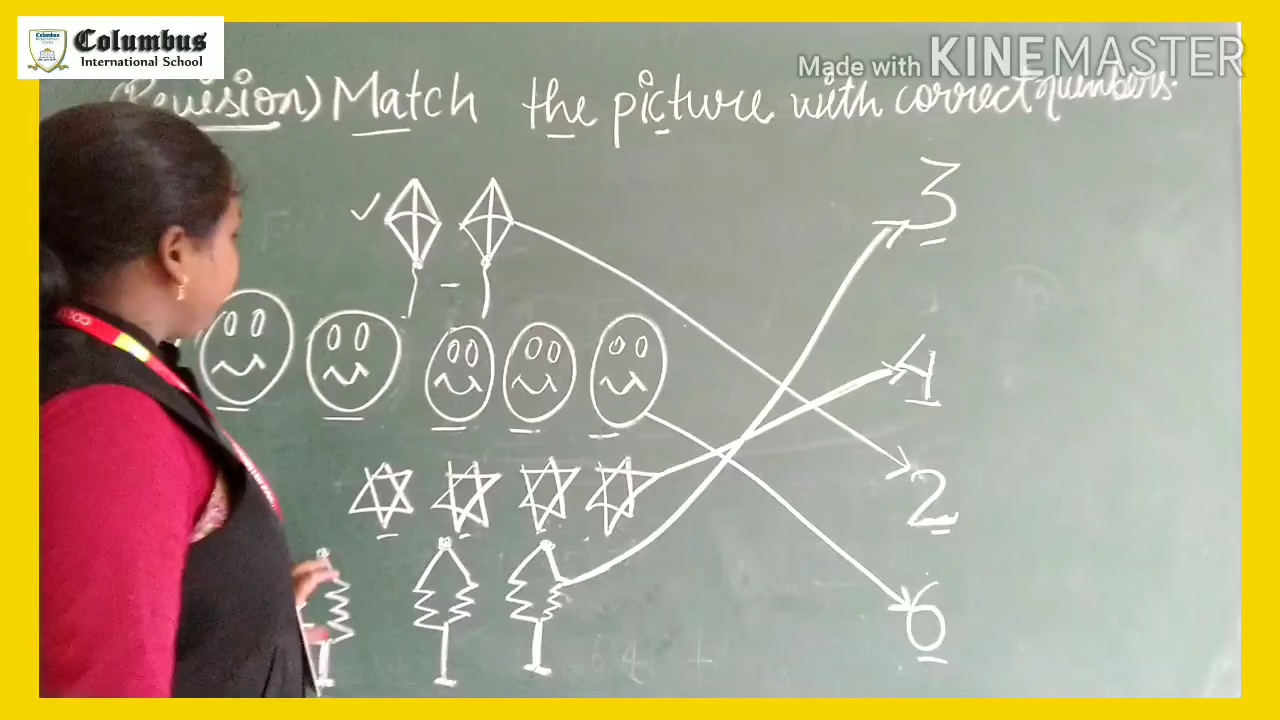 Columbus
International School
Made with KINEMASTER
(Revision) Match the picture with correct numbers.
3
4
2
6